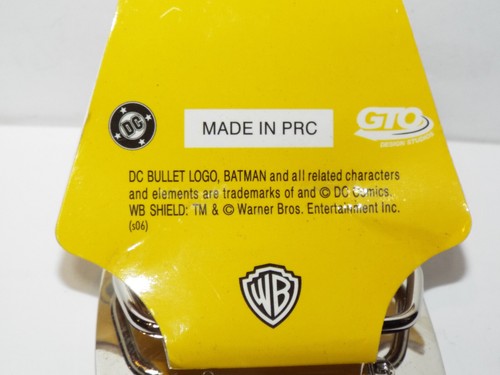 DC
MADE IN PRC
GTO
DESIGN STUDIOS
DC BULLET LOGO, BATMAN and all related characters
and elements are trademarks of and © DC Comics.
WB SHIELD: TM & © Warner Bros. Entertainment Inc.
(s06)
WB